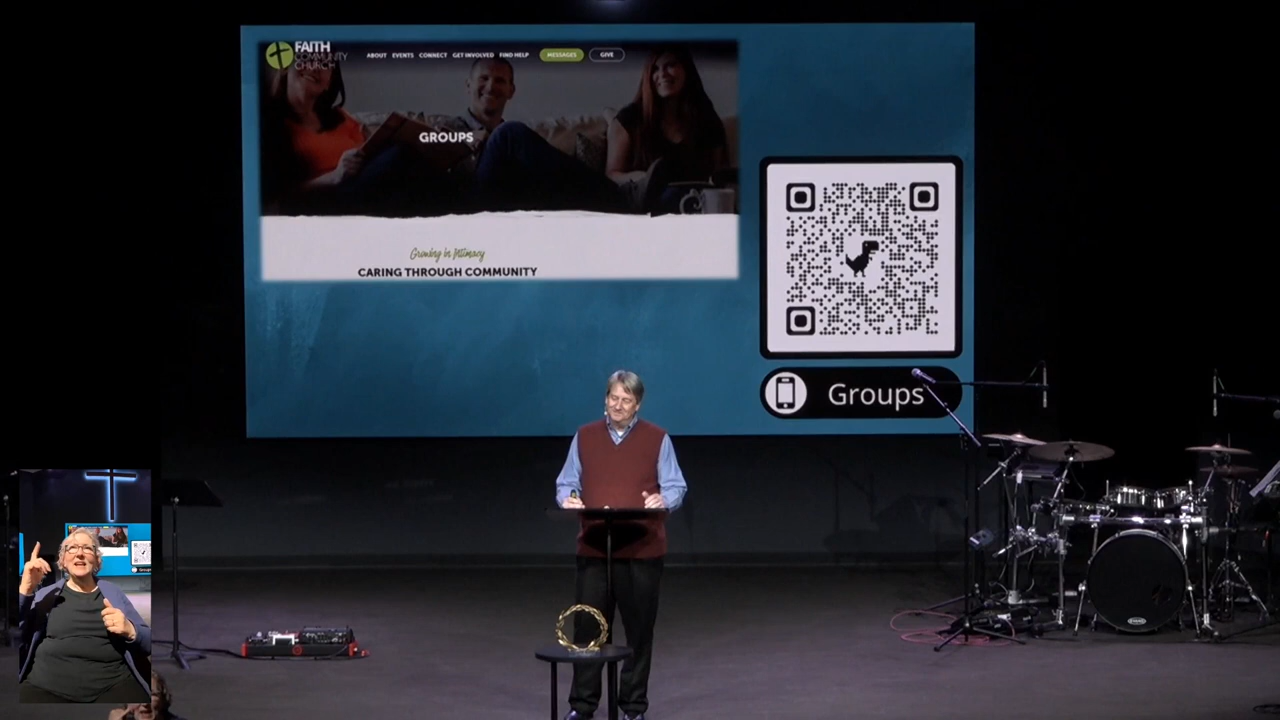 FAITH
COMMUNITY
CHURCH
ABOUT EVENTS CONNECT GET INVOLVED FIND HELP MESSAGES GIVE
GROUPS
Growing in Intimacy
CARING THROUGH COMMUNITY
Groups